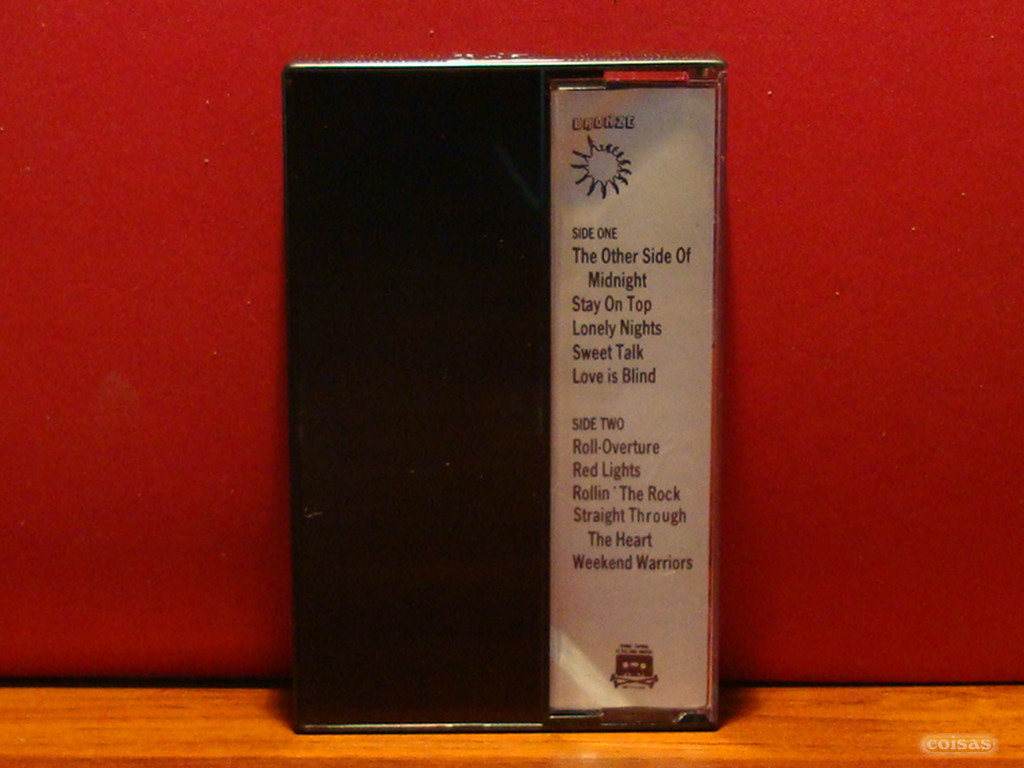 BRONZE
SIDE ONE
The Other Side Of
Midnight
Stay On Top
Lonely Nights
Sweet Talk
Love is Blind
SIDE TWO
Roll-Overture
Red Lights
Rollin' The Rock
Straight Through
The Heart
Weekend Warriors
coisas